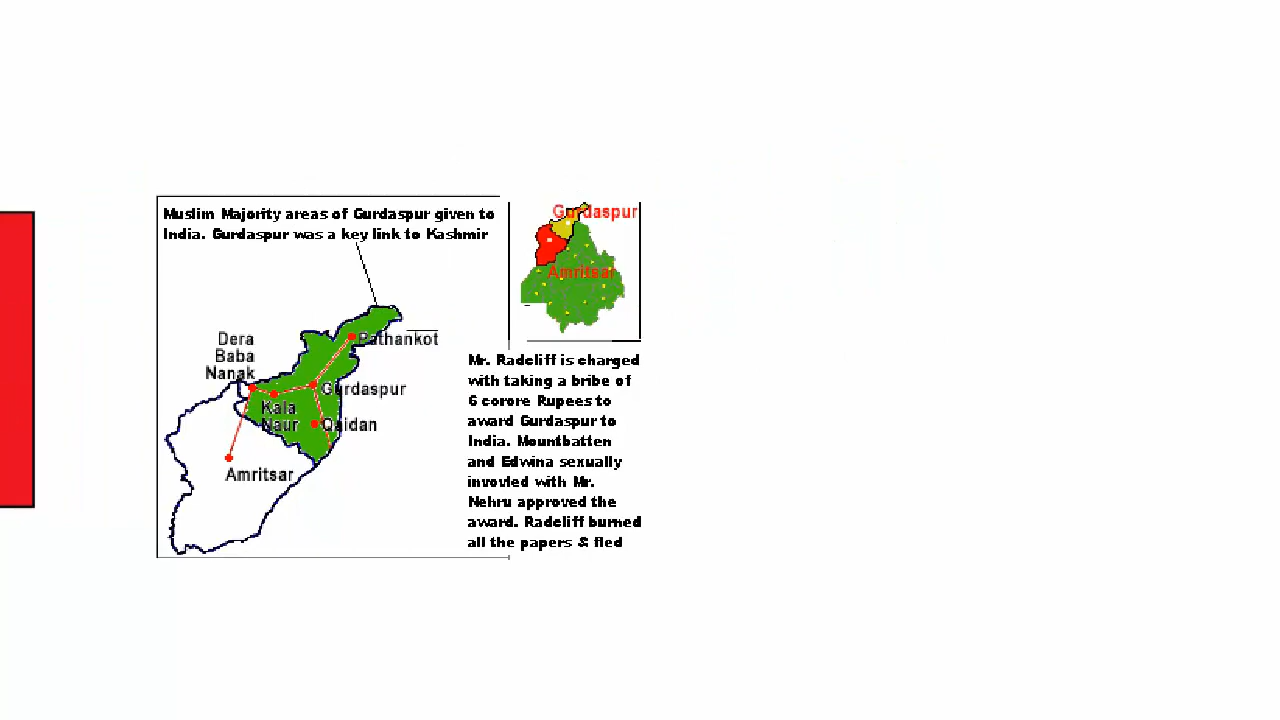 Muslim Majority areas of Gurdaspur given to
India. Gurdaspur was a key link to Kashmir
Gurdaspur
Amritsar
Dera
Baba
Nanak
Pathankot
Gurdaspur
Kala
Naur
Qaidan
Amritsar
Mr. Radcliff is charged
with taking a bribe of
6 corore Rupees to
award Gurdaspur to
India. Mountbatten
and Edwina sexually
invovled with Mr.
Nehru approved the
award. Radcliff burned
all the papers & fled